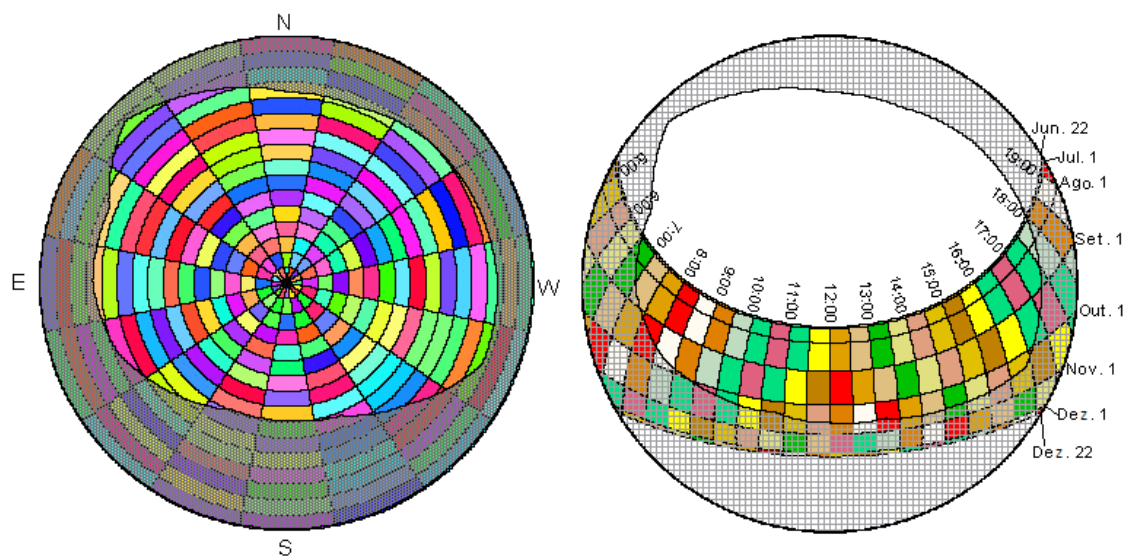 N
E
W
S
6:00
7:00
8:00
9:00
10:00
11:00
12:00
13:00
14:00
15:00
16:00
17:00
18:00
19:00
Jun. 22
Jul. 1
Ago. 1
Set. 1
Out. 1
Nov. 1
Dez. 1
Dez. 22